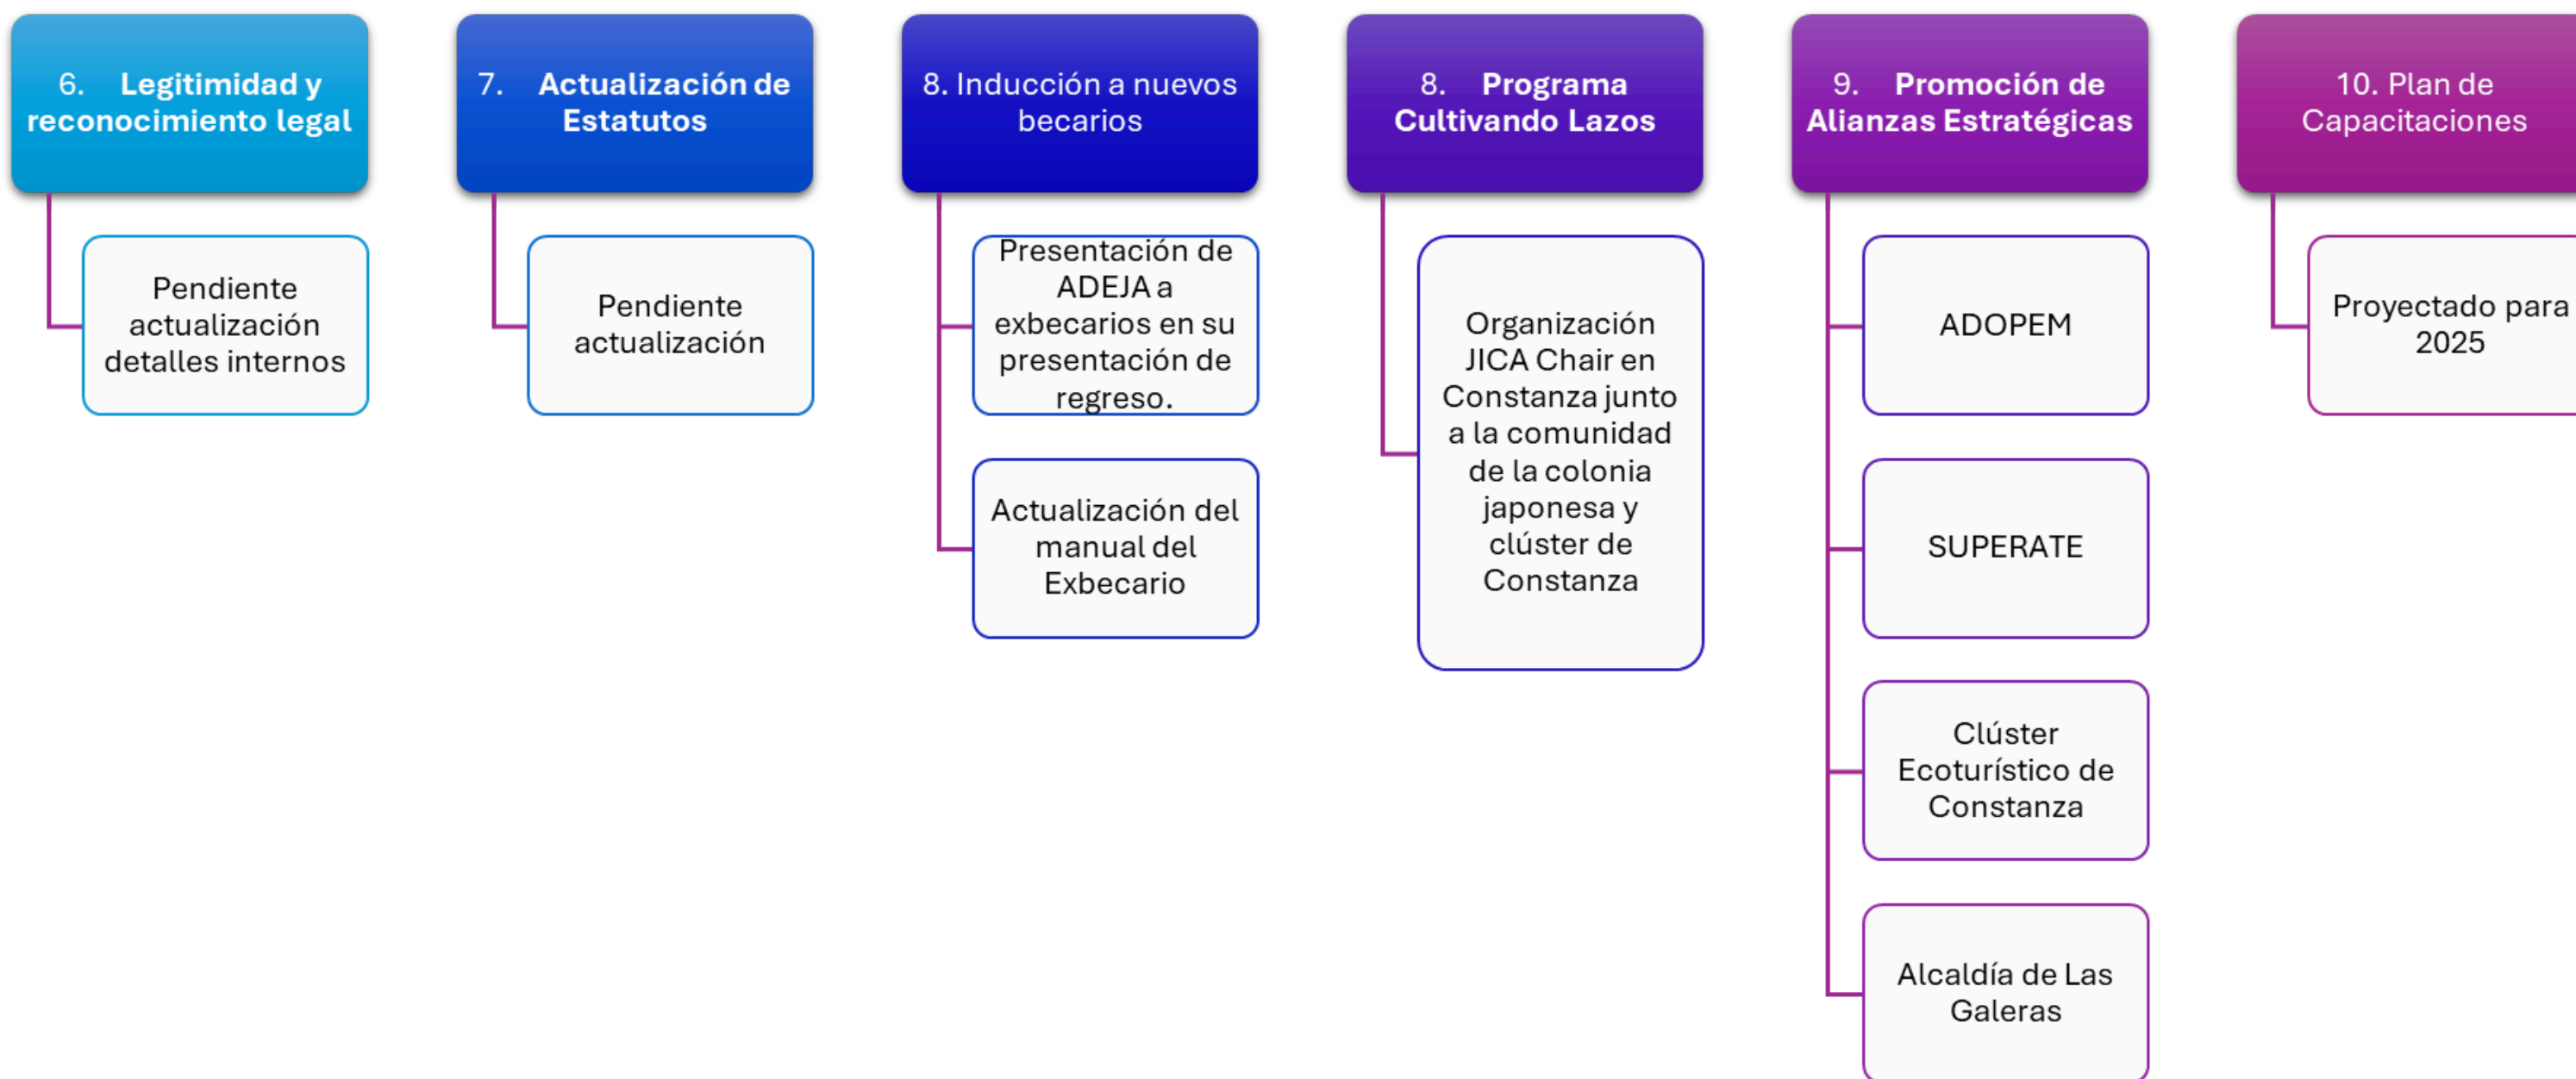 6. Legitimidad y
reconocimiento legal
Pendiente
actualización
detalles internos
7. Actualización de
Estatutos
Pendiente
actualización
8. Inducción a nuevos
becarios
Presentación de
ADEJA a
exbecarios en su
presentación de
regreso.
Actualización del
manual del
Exbecario
8. Programa
Cultivando Lazos
Organización
JICA Chair en
Constanza junto
a la comunidad
de la colonia
japonesa y
clúster de
Constanza
9. Promoción de
Alianzas Estratégicas
ADOPEM
SUPERATE
Clúster
Ecoturístico de
Constanza
Alcaldía de Las
Galeras
10. Plan de
Capacitaciones
Proyectado para
2025